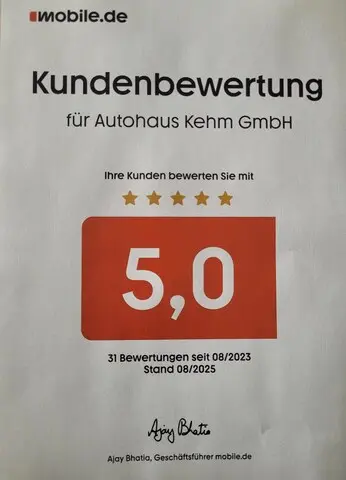 mobile.de
Kundenbewertung
für Autohaus Kehm GmbH
Ihre Kunden bewerten Sie mit
5,0
31 Bewertungen seit 08/2023
Stand 08/2025
Ajay Bhatia
Ajay Bhatia, Geschäftsführer mobile.de